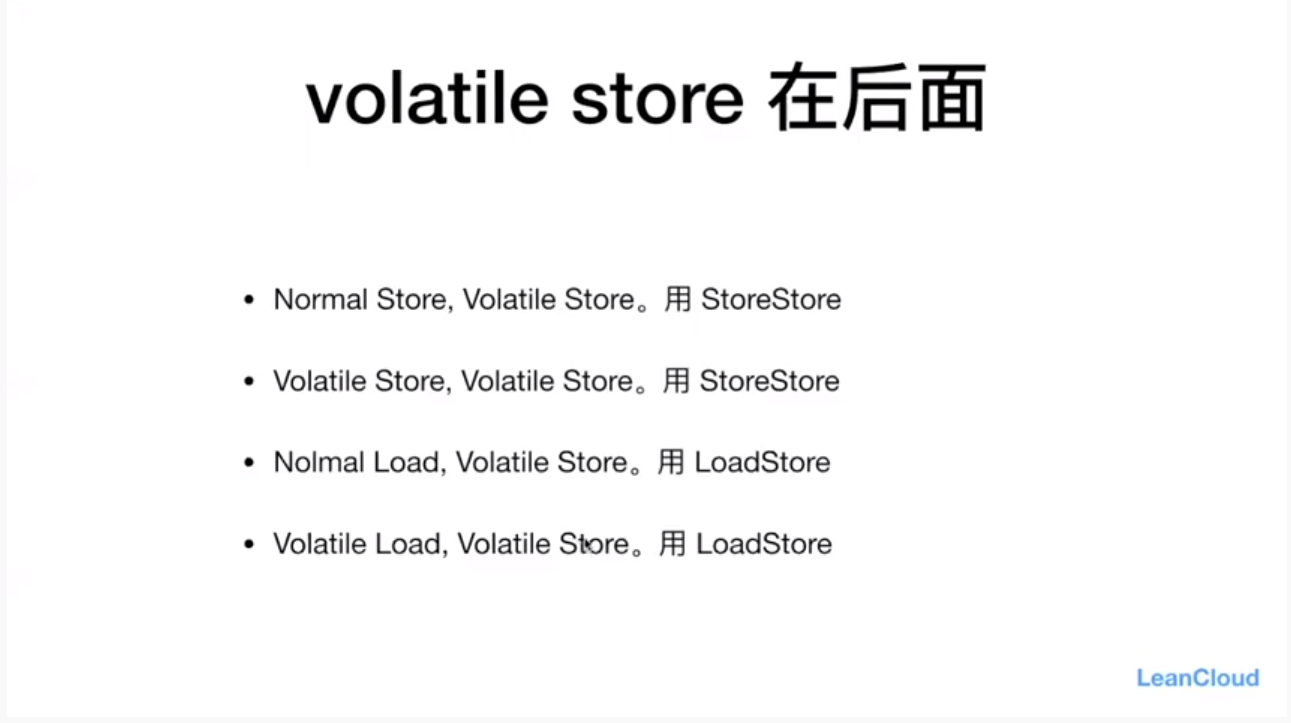 volatile store 在后面
• Normal Store, Volatile Store。用 StoreStore
• Volatile Store, Volatile Store。用 StoreStore
• Nolmal Load, Volatile Store。用 LoadStore
• Volatile Load, Volatile Store。用 LoadStore
LeanCloud